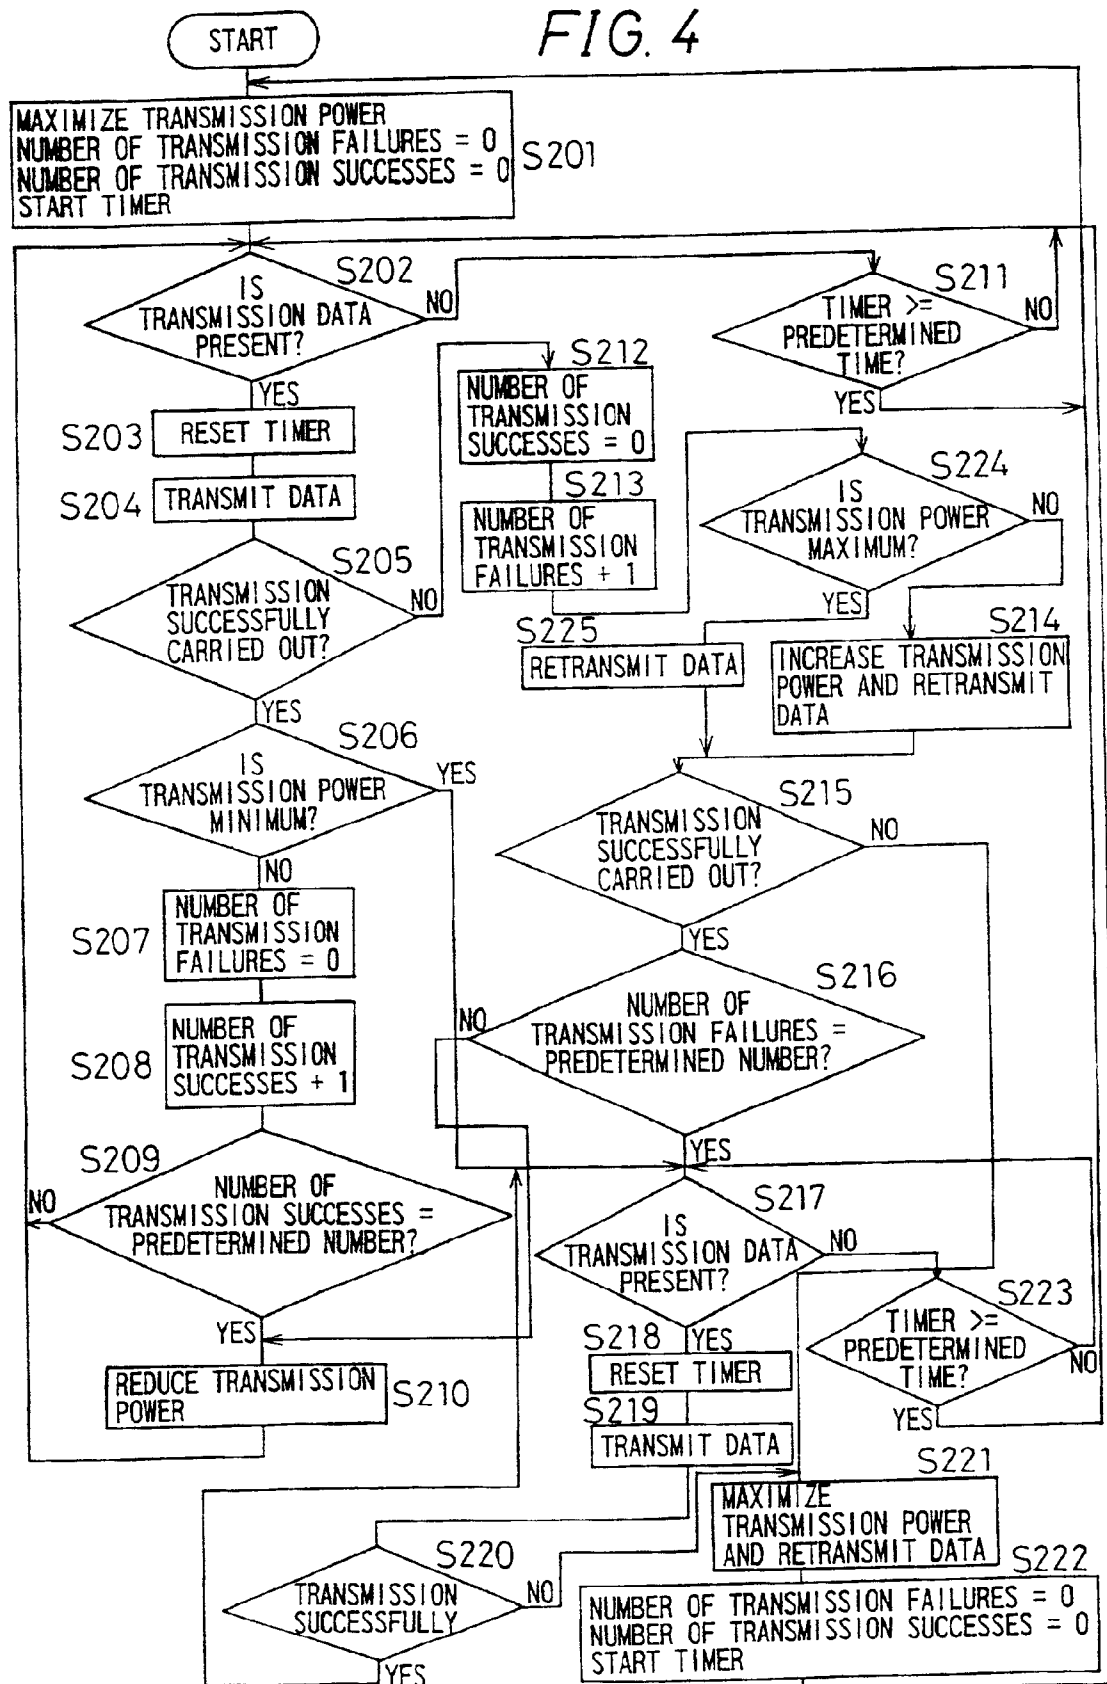 FIG. 4
START
MAXIMIZE TRANSMISSION POWER
NUMBER OF TRANSMISSION FAILURES = 0
NUMBER OF TRANSMISSION SUCCESSES = 0
START TIMER
S201
S202
IS
TRANSMISSION DATA
PRESENT?
NO
YES
S211
TIMER >=
PREDETERMINED
TIME?
NO
YES
S203
RESET TIMER
S204
TRANSMIT DATA
S205
TRANSMISSION
SUCCESSFULLY
CARRIED OUT?
NO
YES
S212
NUMBER OF
TRANSMISSION
SUCCESSES = 0
S213
NUMBER OF
TRANSMISSION
FAILURES + 1
S224
IS
TRANSMISSION POWER
MAXIMUM?
NO
YES
S225
RETRANSMIT DATA
S214
INCREASE TRANSMISSION
POWER AND RETRANSMIT
DATA
S206
IS
TRANSMISSION POWER
MINIMUM?
YES
NO
S215
TRANSMISSION
SUCCESSFULLY
CARRIED OUT?
NO
YES
S207
NUMBER OF
TRANSMISSION
FAILURES = 0
S208
NUMBER OF
TRANSMISSION
SUCCESSES + 1
S216
NUMBER OF
TRANSMISSION FAILURES =
PREDETERMINED NUMBER?
NO
YES
S209
NUMBER OF
TRANSMISSION SUCCESSES =
PREDETERMINED NUMBER?
NO
YES
S210
REDUCE TRANSMISSION
POWER
S217
IS
TRANSMISSION DATA
PRESENT?
NO
YES
S223
TIMER >=
PREDETERMINED
TIME?
NO
YES
S218
RESET TIMER
S219
TRANSMIT DATA
S220
TRANSMISSION
SUCCESSFULLY
NO
YES
S221
MAXIMIZE
TRANSMISSION POWER
AND RETRANSMIT DATA
S222
NUMBER OF TRANSMISSION FAILURES = 0
NUMBER OF TRANSMISSION SUCCESSES = 0
START TIMER